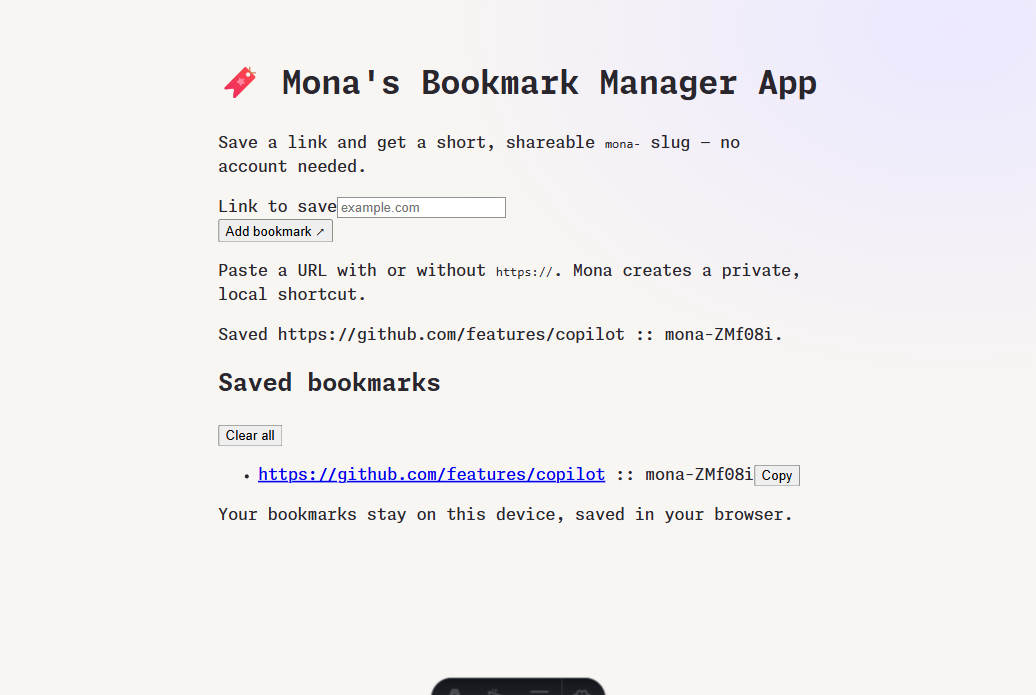 Mona's Bookmark Manager App
Save a link and get a short, shareable mona- slug — no
account needed.
Link to save example.com
Add bookmark ↗
Paste a URL with or without https://. Mona creates a private,
local shortcut.
Saved https://github.com/features/copilot :: mona-ZMf08i.
Saved bookmarks
Clear all
• https://github.com/features/copilot :: mona-ZMf08i Copy
Your bookmarks stay on this device, saved in your browser.